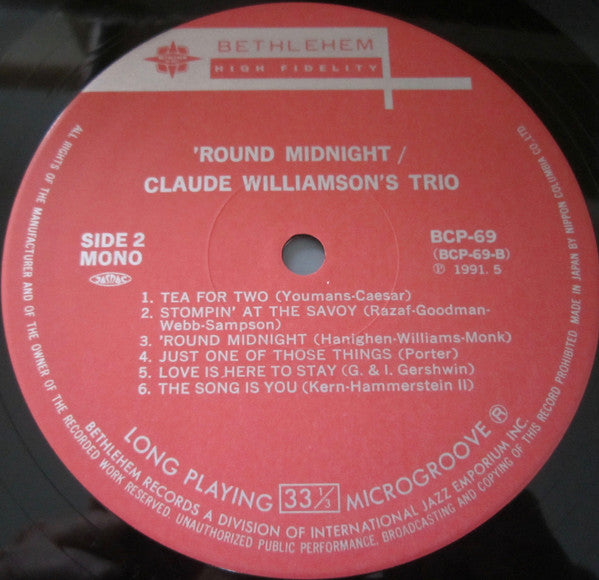 BETHLEHEM
HIGH FIDELITY
'ROUND MIDNIGHT /
CLAUDE WILLIAMSON'S TRIO
SIDE 2
MONO
BCP-69
(BCP-69-B)
Ⓟ 1991. 5
1. TEA FOR TWO (Youmans-Caesar)
2. STOMPIN' AT THE SAVOY (Razaf-Goodman-
Webb-Sampson)
3. 'ROUND MIDNIGHT (Hanighen-Williams-Monk)
4. JUST ONE OF THOSE THINGS (Porter)
5. LOVE IS HERE TO STAY (G. & I. Gershwin)
6. THE SONG IS YOU (Kern-Hammerstein II)
LONG PLAYING 33 1/3 MICROGROOVE ®
BETHLEHEM RECORDS A DIVISION OF INTERNATIONAL JAZZ EMPORIUM INC.
ALL RIGHTS OF THE MANUFACTURER AND OF THE OWNER OF THE RECORDED WORK RESERVED. UNAUTHORIZED PUBLIC PERFORMANCE, BROADCASTING AND COPYING OF THIS RECORD PROHIBITED MADE IN JAPAN BY NIPPON COLUMBIA CO. LTD